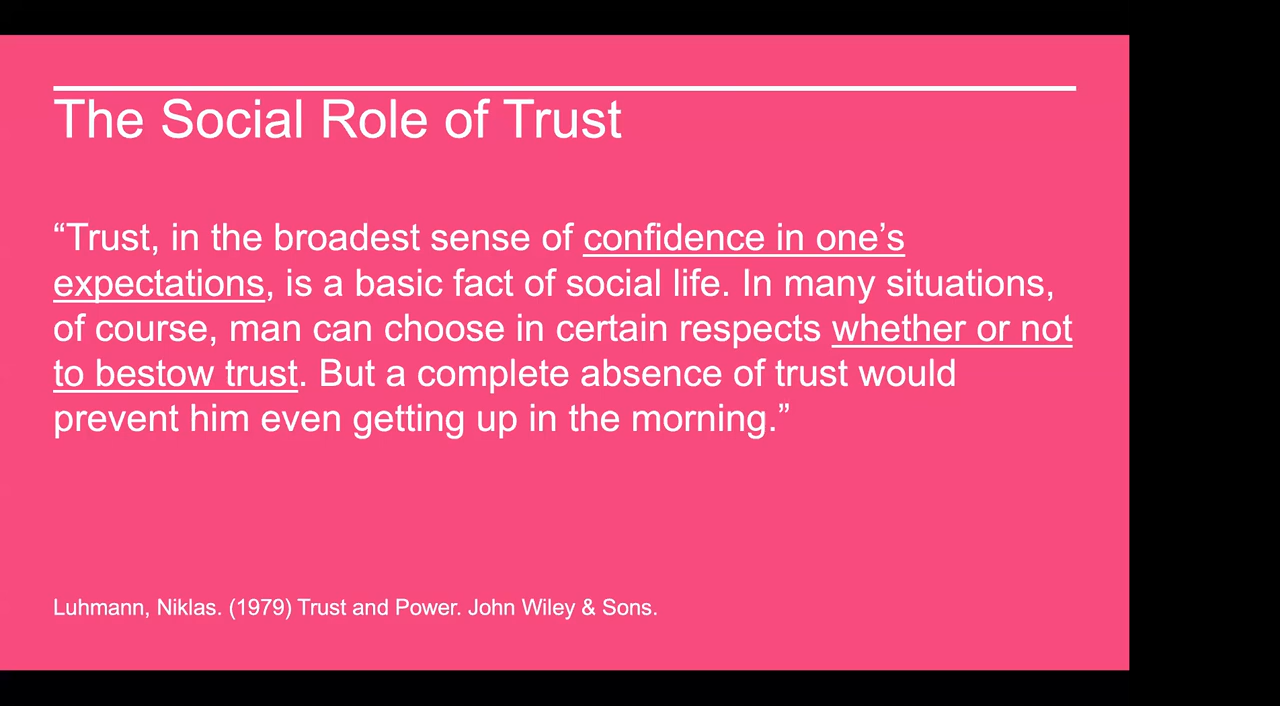 The Social Role of Trust
“Trust, in the broadest sense of confidence in one’s
expectations, is a basic fact of social life. In many situations,
of course, man can choose in certain respects whether or not
to bestow trust. But a complete absence of trust would
prevent him even getting up in the morning.”
Luhmann, Niklas. (1979) Trust and Power. John Wiley & Sons.